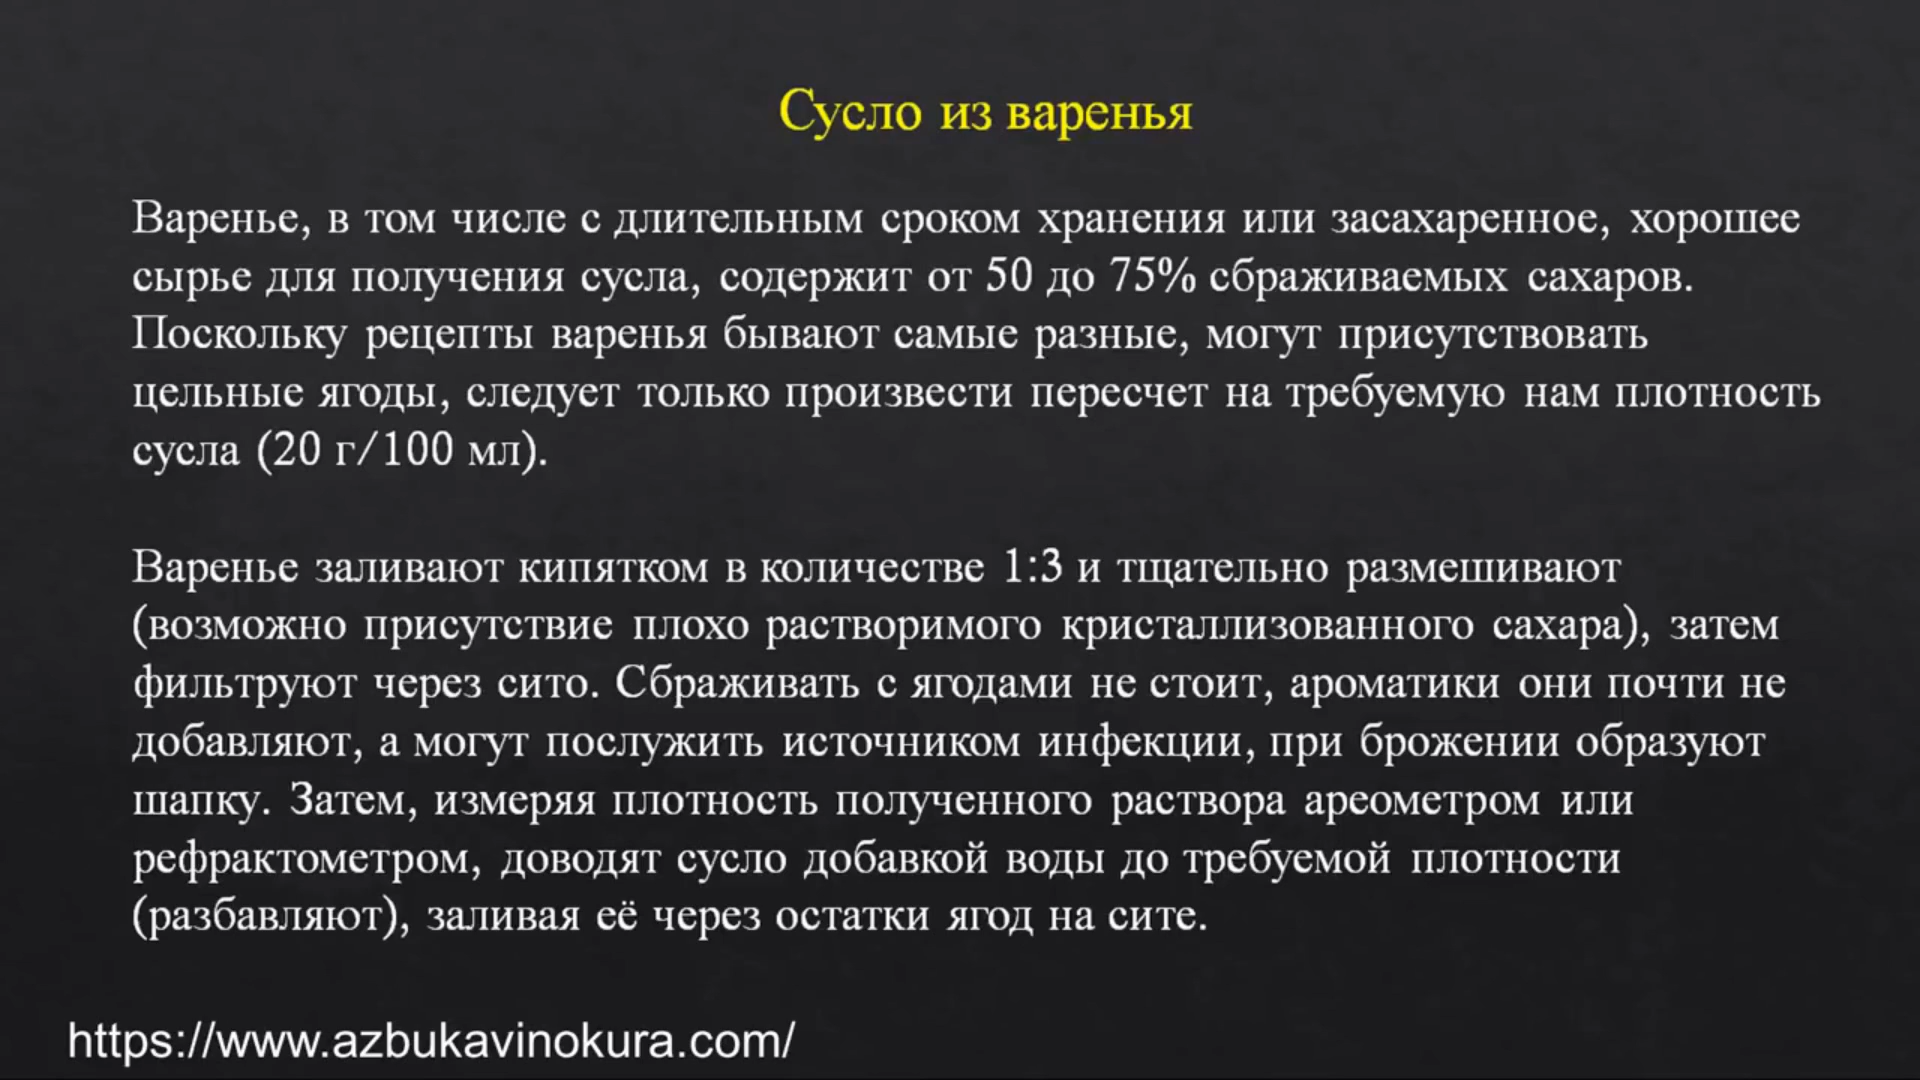 Сусло из варенья
Варенье, в том числе с длительным сроком хранения или засахаренное, хорошее
сырье для получения сусла, содержит от 50 до 75% сбраживаемых сахаров.
Поскольку рецепты варенья бывают самые разные, могут присутствовать
цельные ягоды, следует только произвести пересчет на требуемую нам плотность
сусла (20 г/100 мл).
Варенье заливают кипятком в количестве 1:3 и тщательно размешивают
(возможно присутствие плохо растворимого кристаллизованного сахара), затем
фильтруют через сито. Сбраживать с ягодами не стоит, ароматики они почти не
добавляют, а могут послужить источником инфекции, при брожении образуют
шапку. Затем, измеряя плотность полученного раствора ареометром или
рефрактометром, доводят сусло добавкой воды до требуемой плотности
(разбавляют), заливая её через остатки ягод на сите.
https://www.azbukavinokura.com/